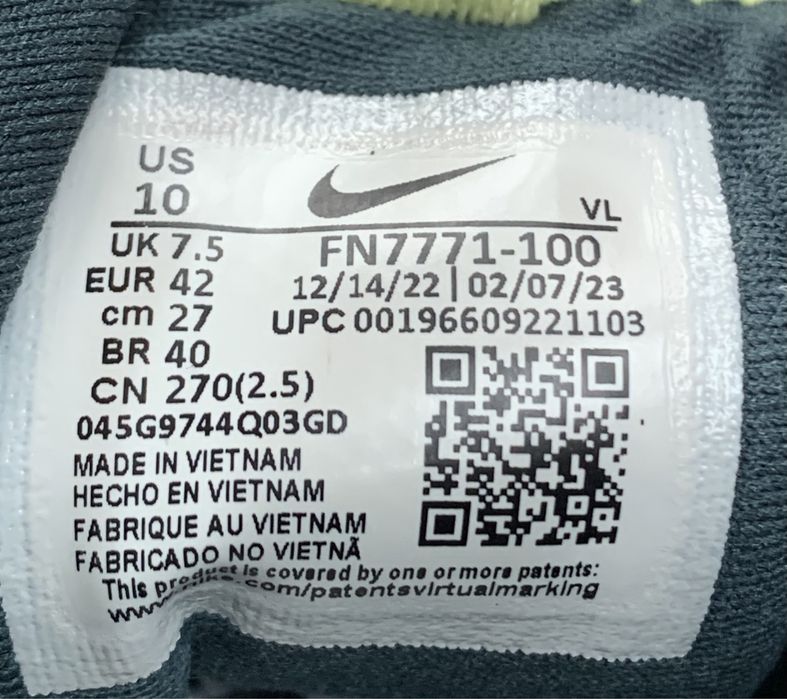 US
10
VL
UK 7.5
FN7771-100
EUR 42
12/14/22 | 02/07/23
cm 27
UPC 00196609221103
BR 40
CN 270(2.5)
045G9744Q03GD
MADE IN VIETNAM
HECHO EN VIETNAM
FABRIQUE AU VIETNAM
FABRICADO NO VIETNÃ
This product is covered by one or more patents:
.com/patentsvirtualmarking